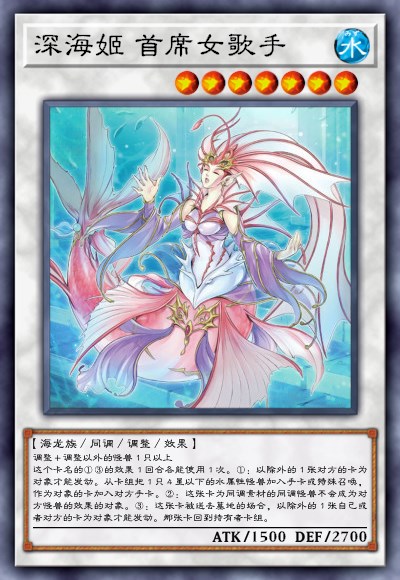 深海姬 首席女歌手
水
【海龙族／同调／调整／效果】
调整＋调整以外的怪兽1只以上
这个卡名的①③的效果1回合各能使用1次。①：以除外的1张对方的卡为
对象才能发动。从卡组把1只4星以下的水属性怪兽加入手卡或特殊召唤，
作为对象的卡加入对方手卡。②：这张卡为同调素材的同调怪兽不会成为对
方怪兽的效果的对象。③：这张卡被送去墓地的场合，以除外的1张自己或
者对方的卡为对象才能发动。那张卡回到持有者卡组。
ATK/1500 DEF/2700